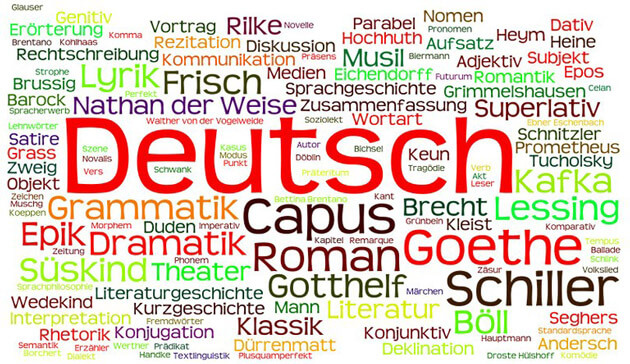 Glauser Genitiv Vortrag Rilke Novelle Parabel Nomen Dativ
Erörterung Rezitation Diskussion Hochhuth Pronomen Heym Heine
Brentano Kohlhaas Komma Kommunikation Präsens Musil Biermann Aufsatz Subjekt
Rechtschreibung Lyrik Frisch Medien Eichendorff Adjektiv Epos
Strophe Brussig Perfekt Sprachgeschichte Futurum Romantik Grimmelshausen Celan
Barock Nathan der Weise Zusammenfassung Superlativ
Spracherwerb Walther von der Vogelweide Soziolekt Wortart Ebner Eschenbach
Lehnwörter Satire Deutsch Schnitzler
Grass Szene Novalis Vers Schwank Kasus Modus Punkt Autor Döblin Bichsel Keun Tragödie Verb Akt Leser Prometheus
Zweig Präteritum Tucholsky
Objekt Bettina Brentano Kant Kafka
Zeichen Muschg Koeppen Grammatik Capus Brecht Lessing
Morphem Duden Imperativ Grünbein Kleist Komparativ
Epik Dramatik Roman Kapitel Remarque Goethe Tempus Ballade
Zeitung Phonem Schlink
Süskind Theater Gotthelf Zäsur Volkslied
Sprachphilosophie Literaturgeschichte Märchen Schiller
Wedekind Kurzgeschichte Mann Literatur Seghers
Interpretation Fremdwörter Klassik Böll Standardsprache
Rhetorik Konjugation Konjunktiv Hauptmann Andersch
Semantik Erzähler Werther Prädikat Dürrenmatt Deklination
Borchert Dialekt Handke Textlinguistik Plusquamperfekt Droste Hülshoff Komödie